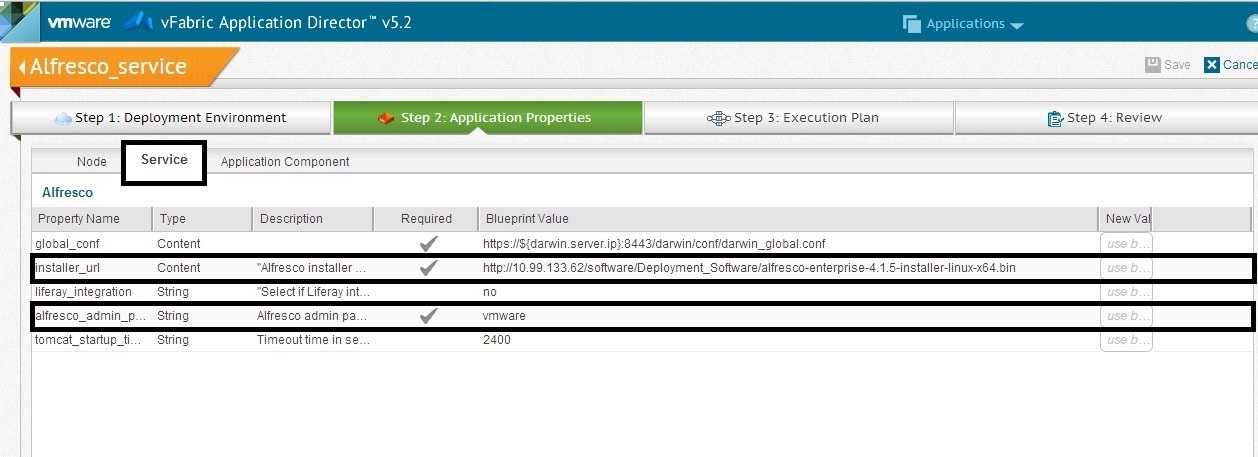 vmware vFabric Application Director™ v5.2 Applications
Alfresco_service Save Cance
Step 1: Deployment Environment Step 2: Application Properties Step 3: Execution Plan Step 4: Review
Node Service Application Component
Alfresco
Property Name Type Description Required Blueprint Value New Val
global_conf Content https://${darwin.server.ip}:8443/darwin/conf/darwin_global.conf use b...
installer_url Content "Alfresco installer ... http://10.99.133.62/software/Deployment_Software/alfresco-enterprise-4.1.5-installer-linux-x64.bin use b...
liferay_integration String "Select if Liferay int... no use b...
alfresco_admin_p... String Alfresco admin pa... vmware use b...
tomcat_startup_ti... String Timeout time in se... 2400 use b...